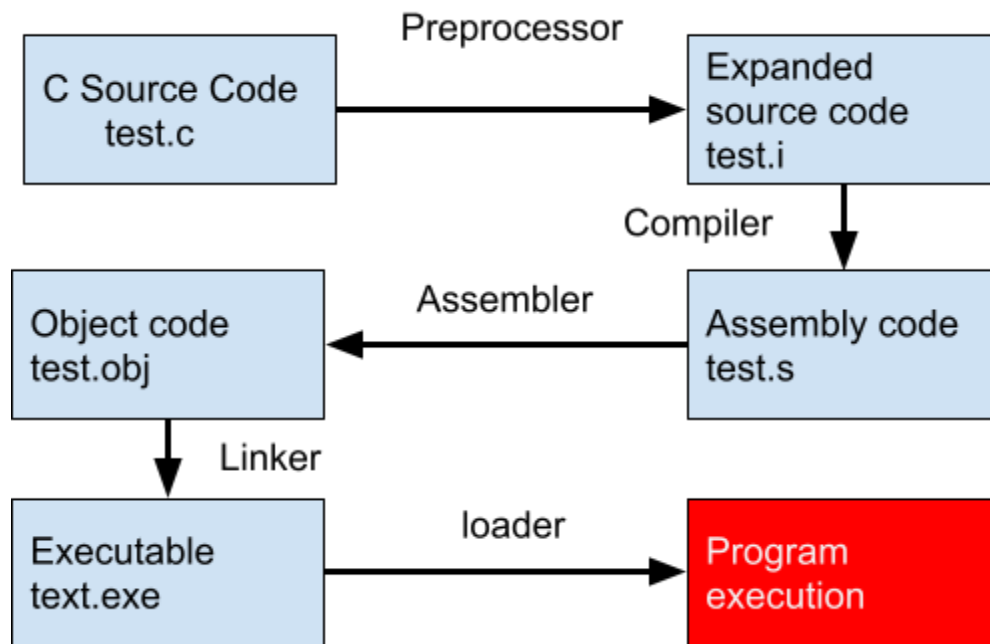 Preprocessor
C Source Code
test.c
Expanded
source code
test.i
Compiler
Assembly code
test.s
Assembler
Object code
test.obj
Linker
Executable
text.exe
loader
Program
execution